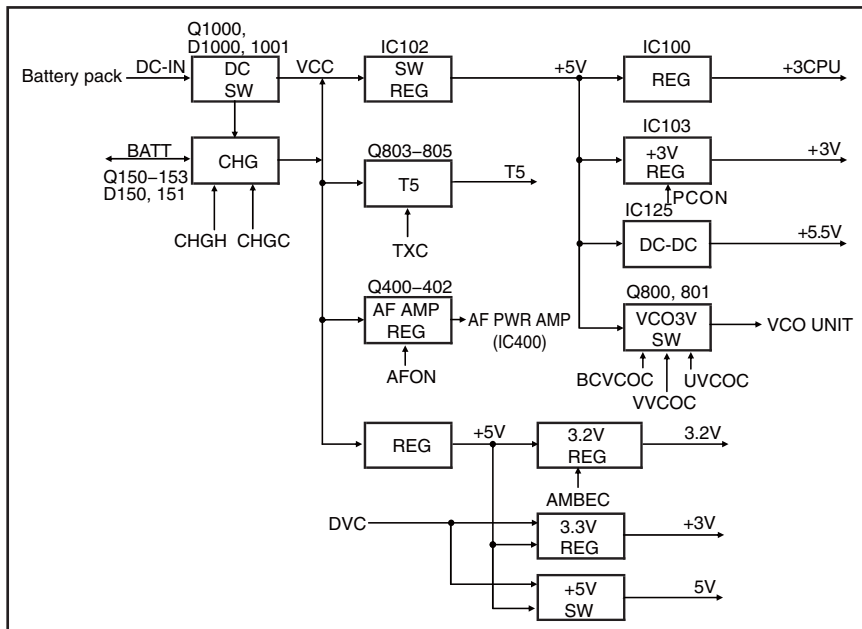 Q1000,
D1000, 1001
Battery pack
DC-IN
DC
SW
VCC
IC102
SW
REG
+5V
IC100
REG
+3CPU
BATT
CHG
Q150–153
D150, 151
CHGH
CHGC
Q803–805
T5
T5
TXC
IC103
+3V
REG
+3V
PCON
IC125
DC-DC
+5.5V
Q400–402
AF AMP
REG
AF PWR AMP
(IC400)
AFON
Q800, 801
VCO3V
SW
VCO UNIT
BCVCOC
VVCOC
UVCOC
REG
+5V
3.2V
REG
3.2V
AMBEC
DVC
3.3V
REG
+3V
+5V
SW
5V